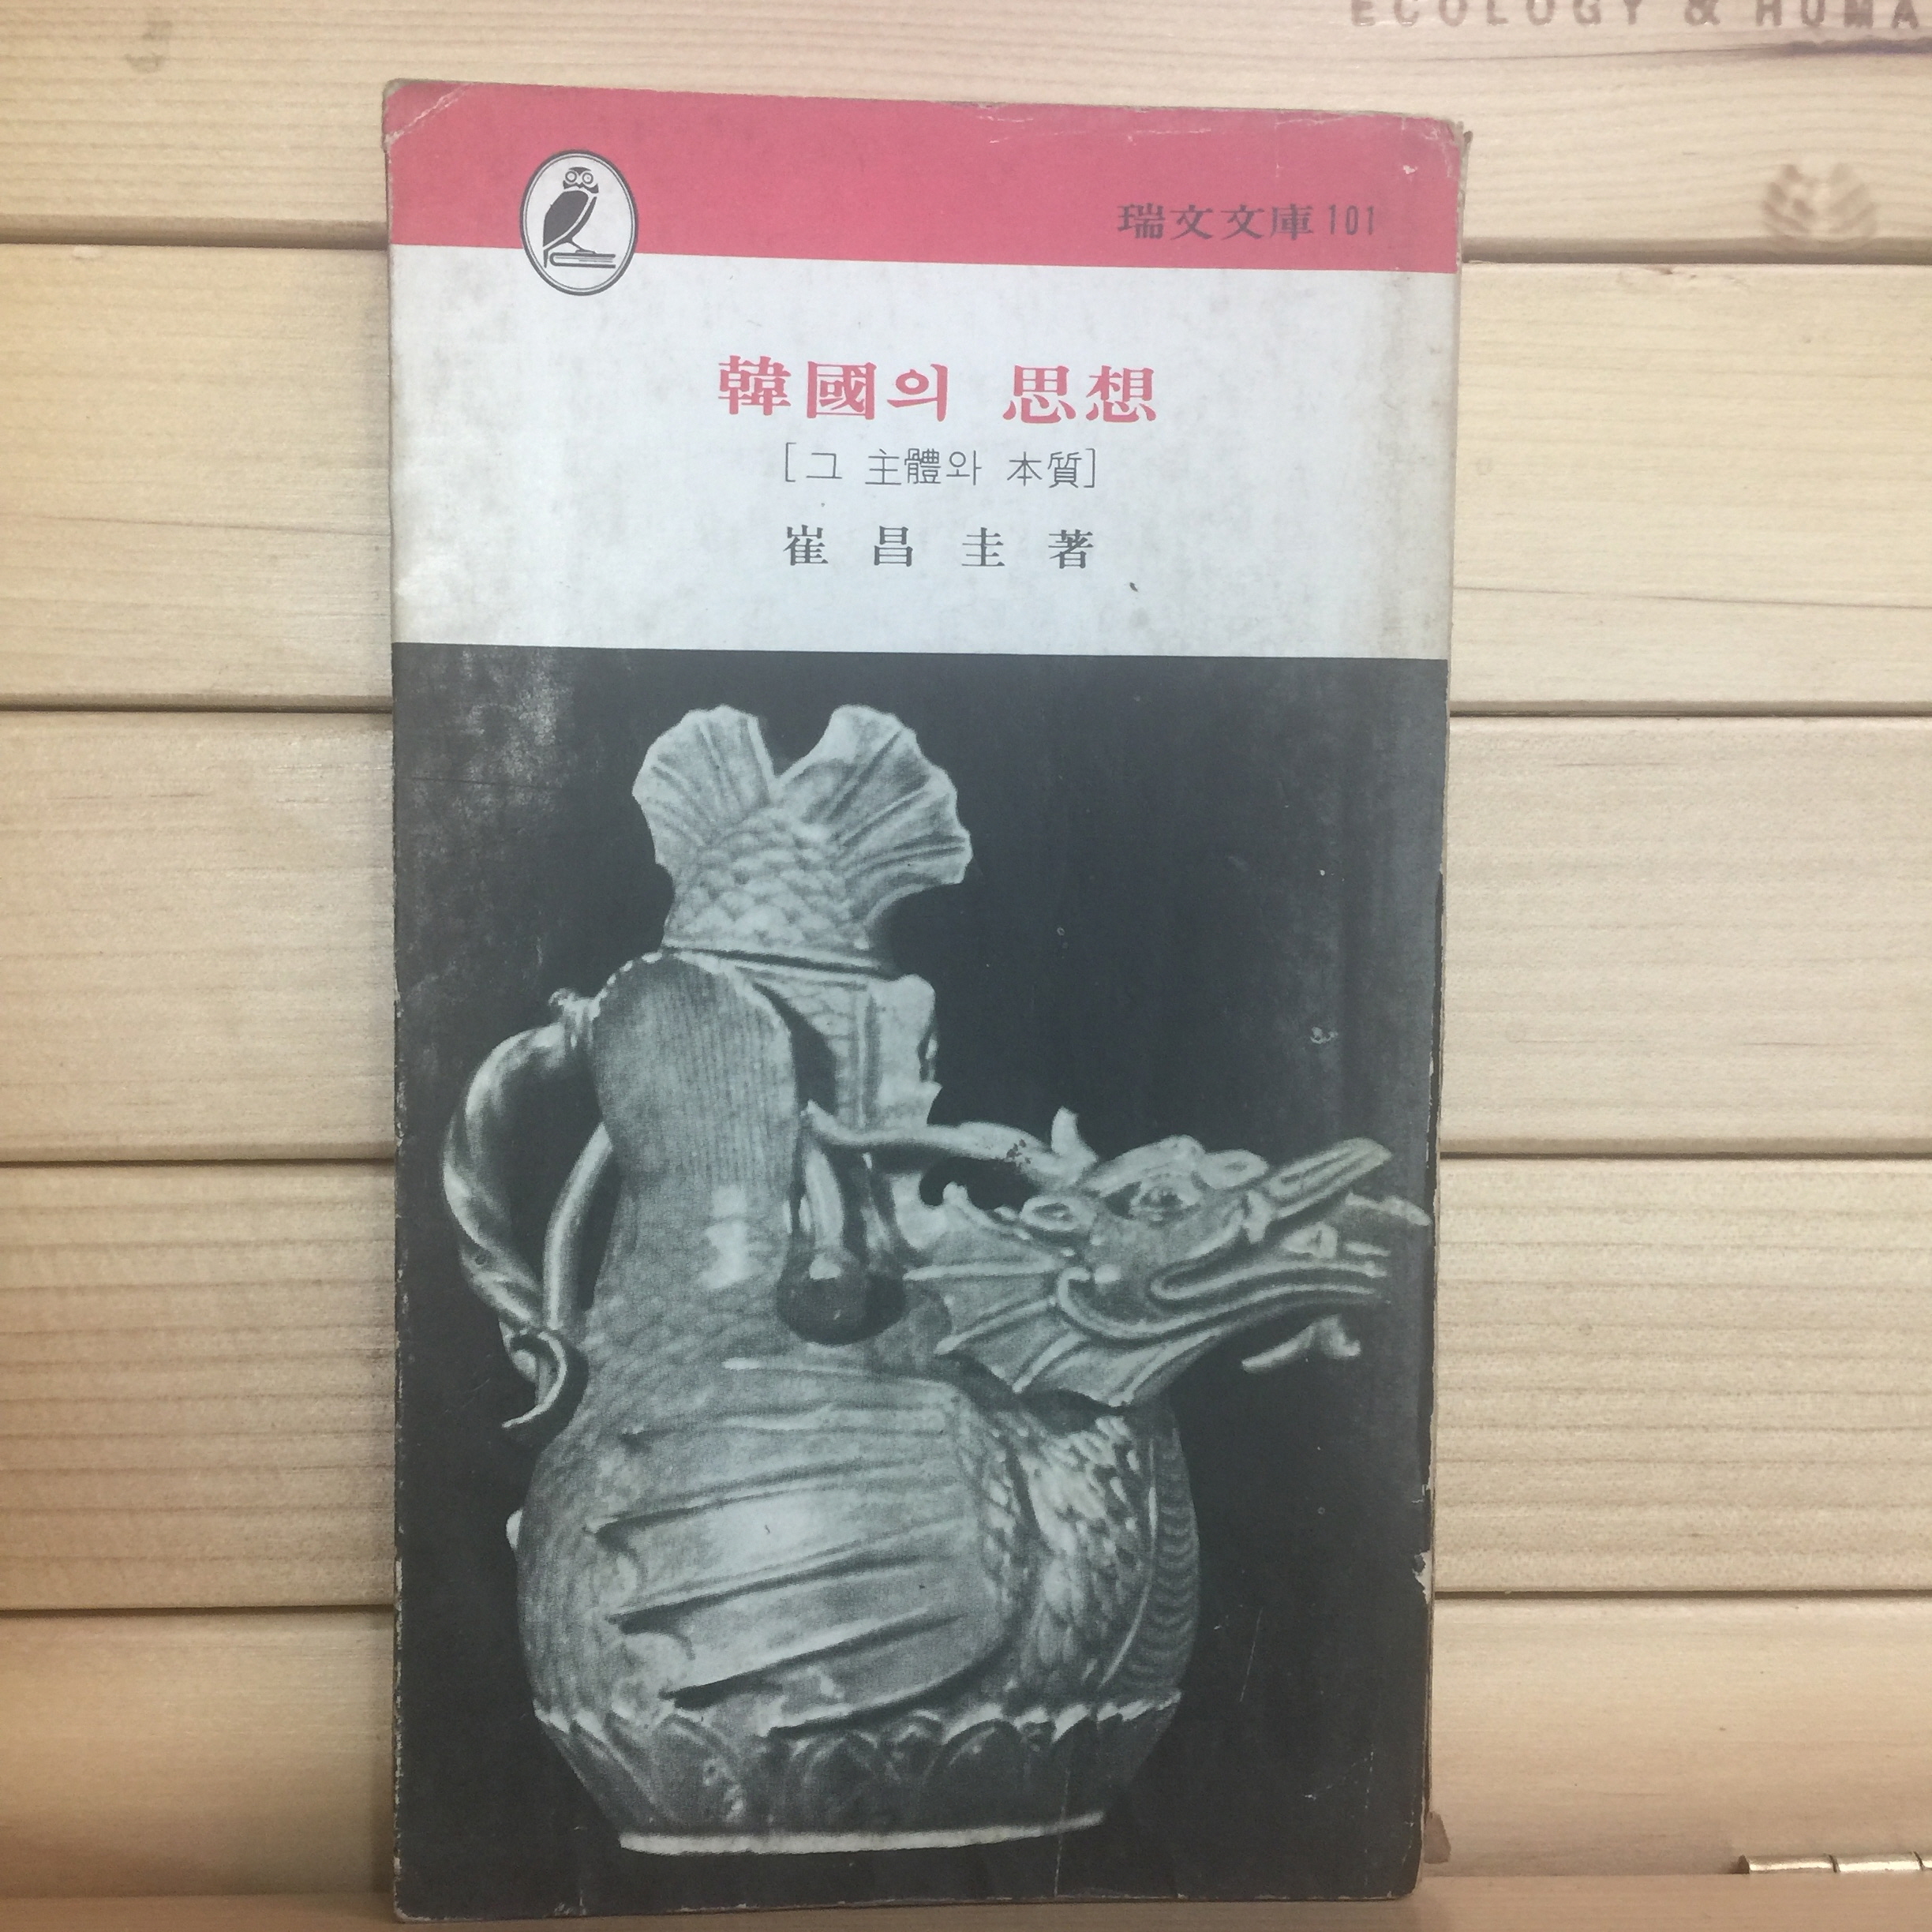 ECOLOGY & HUMA
瑞文文庫 101
韓國의 思想
[그 主體와 本質]
崔昌圭 著